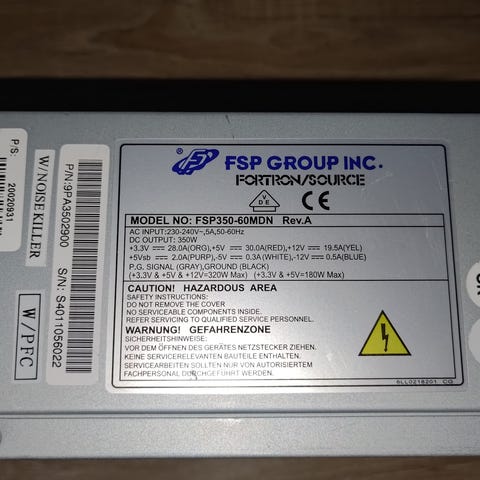 P/S:
20020931
W/NOISE KILLER
W/PFC
P/N:9PA3502900
S/N: S4011056022
® FSP GROUP INC.
FORTRON/SOURCE
MODEL NO: FSP350-60MDN Rev.A
AC INPUT:230-240V~,5A,50-60Hz
DC OUTPUT: 350W
+3.3V ⎓ 28.0A(ORG),+5V ⎓ 30.0A(RED),+12V ⎓ 19.5A(YEL)
+5Vsb ⎓ 2.0A(PURP),-5V ⎓ 0.3A(WHITE),-12V ⎓ 0.5A(BLUE)
P.G. SIGNAL (GRAY),GROUND (BLACK)
(+3.3V & +5V & +12V=320W Max) (+3.3V & +5V=180W Max)
CAUTION! HAZARDOUS AREA
SAFETY INSTRUCTIONS:
DO NOT REMOVE THE COVER
NO SERVICEABLE COMPONENTS INSIDE.
REFER SERVICING TO QUALIFIED SERVICE PERSONNEL.
WARNUNG! GEFAHRENZONE
SICHERHEITSHINWEISE:
VOR DEM ÖFFNEN DES GERÄTES NETZSTECKER ZIEHEN.
KEINE SERVICERELEVANTEN BAUTEILE ENTHALTEN.
SERVICEARBEITEN SOLLTEN NUR VON AUTORISIERTEM
FACHPERSONAL DURCHGEFÜHRT WERDEN.
6LL0218201 CQ